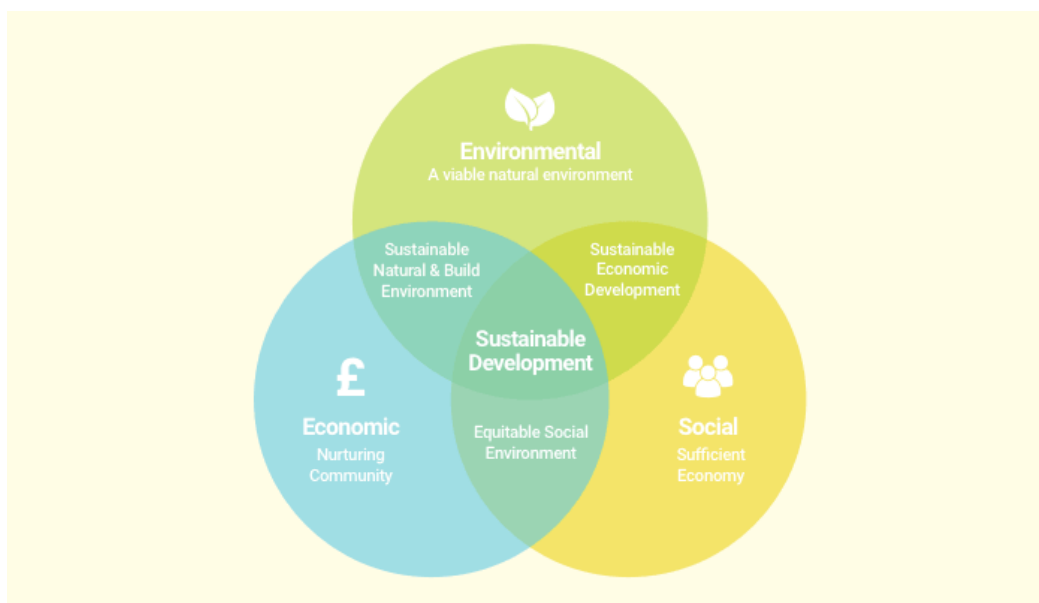 Environmental
A viable natural environment
Sustainable
Natural & Build
Environment
Sustainable
Economic
Development
Sustainable
Development
£
Economic
Nurturing
Community
Equitable Social
Environment
Social
Sufficient
Economy